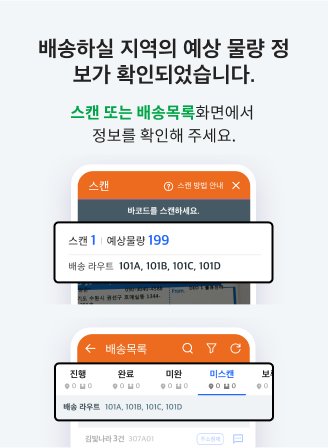 배송하실 지역의 예상 물량 정
보가 확인되었습니다.
스캔 또는 배송목록화면에서
정보를 확인해 주세요.
스캔
? 스캔 방법 안내 ×
바코드를 스캔하세요.
스캔 1 | 예상물량 199
배송 라우트 101A, 101B, 101C, 101D
배송목록
진행 완료 미완 미스캔
0 0 0 0 0 0 0 0 0
배송 라우트 101A, 101B, 101C, 101D
김빛나라 3건 307A01